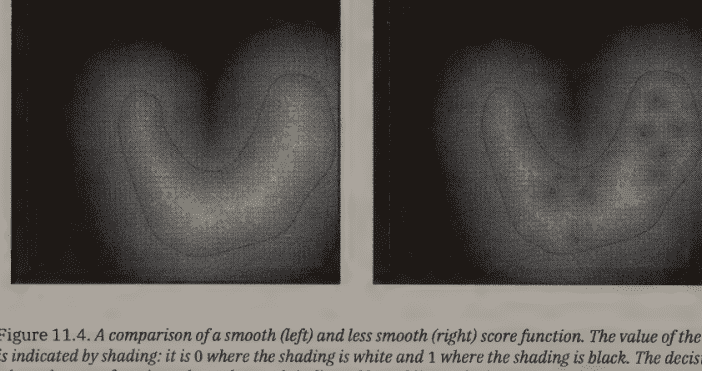 Figure 11.4. A comparison of a smooth (left) and less smooth (right) score function. The value of the
is indicated by shading: it is 0 where the shading is white and 1 where the shading is black. The